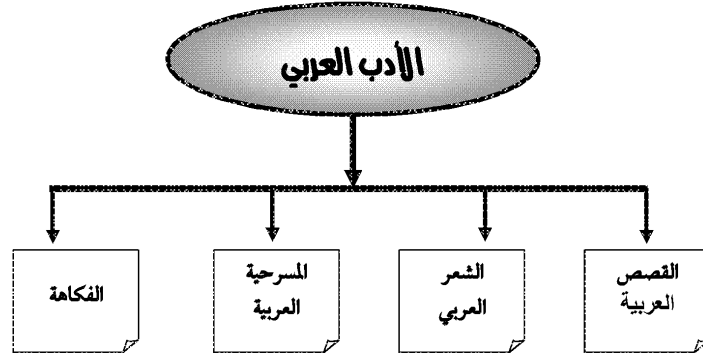 الأدب العربي
القصص
العربية
الشعر
العربي
المسرحية
العربية
الفكاهة